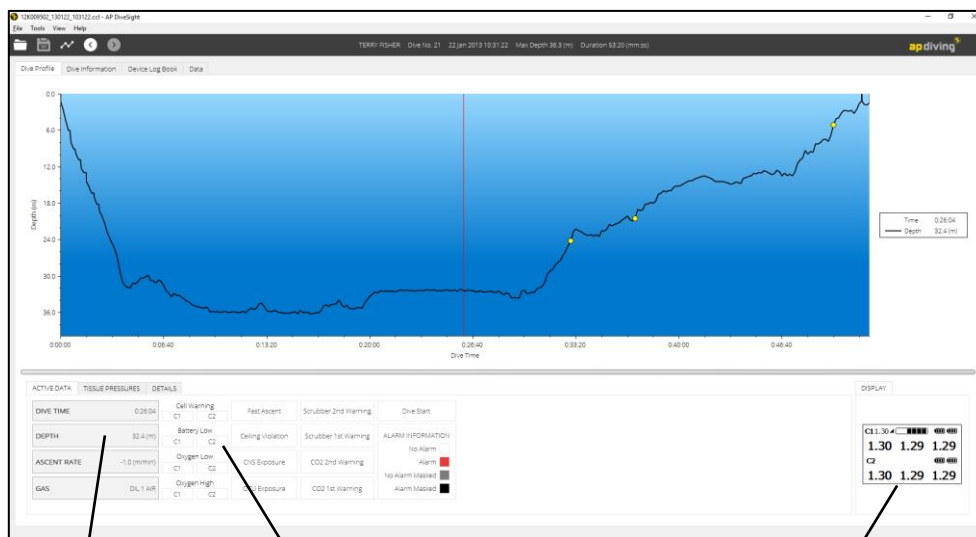 12K009502_130122_103122.ccl - AP DiveSight
File Tools View Help
TERRY FISHER Dive No. 21 22 Jan 2013 10:31:22 Max Depth 36.3 (m) Duration 53:20 (mm:ss)
apdiving
Dive Profile Dive Information Device Log Book Data
0.0
6.0
12.0
18.0
24.0
30.0
36.0
Depth (m)
0:00:00 0:06:40 0:13:20 0:20:00 0:26:40 0:33:20 0:40:00 0:46:40
Dive Time
Time 0:26:04
Depth 32.4 (m)
ACTIVE DATA TISSUE PRESSURES DETAILS
DISPLAY
DIVE TIME 0:26:04
DEPTH 32.4 (m)
ASCENT RATE -1.0 (m/min)
GAS DIL 1 AIR
Cell Warning
C1 C2
Battery Low
C1 C2
Oxygen Low
C1 C2
Oxygen High
C1 C2
Fast Ascent
Ceiling Violation
CNS Exposure
OTU Exposure
Scrubber 2nd Warning
Scrubber 1st Warning
CO2 2nd Warning
CO2 1st Warning
Dive Start
ALARM INFORMATION
No Alarm
Alarm
No Alarm Masked
Alarm Masked
C1 1.30
1.30 1.29 1.29
C2
1.30 1.29 1.29